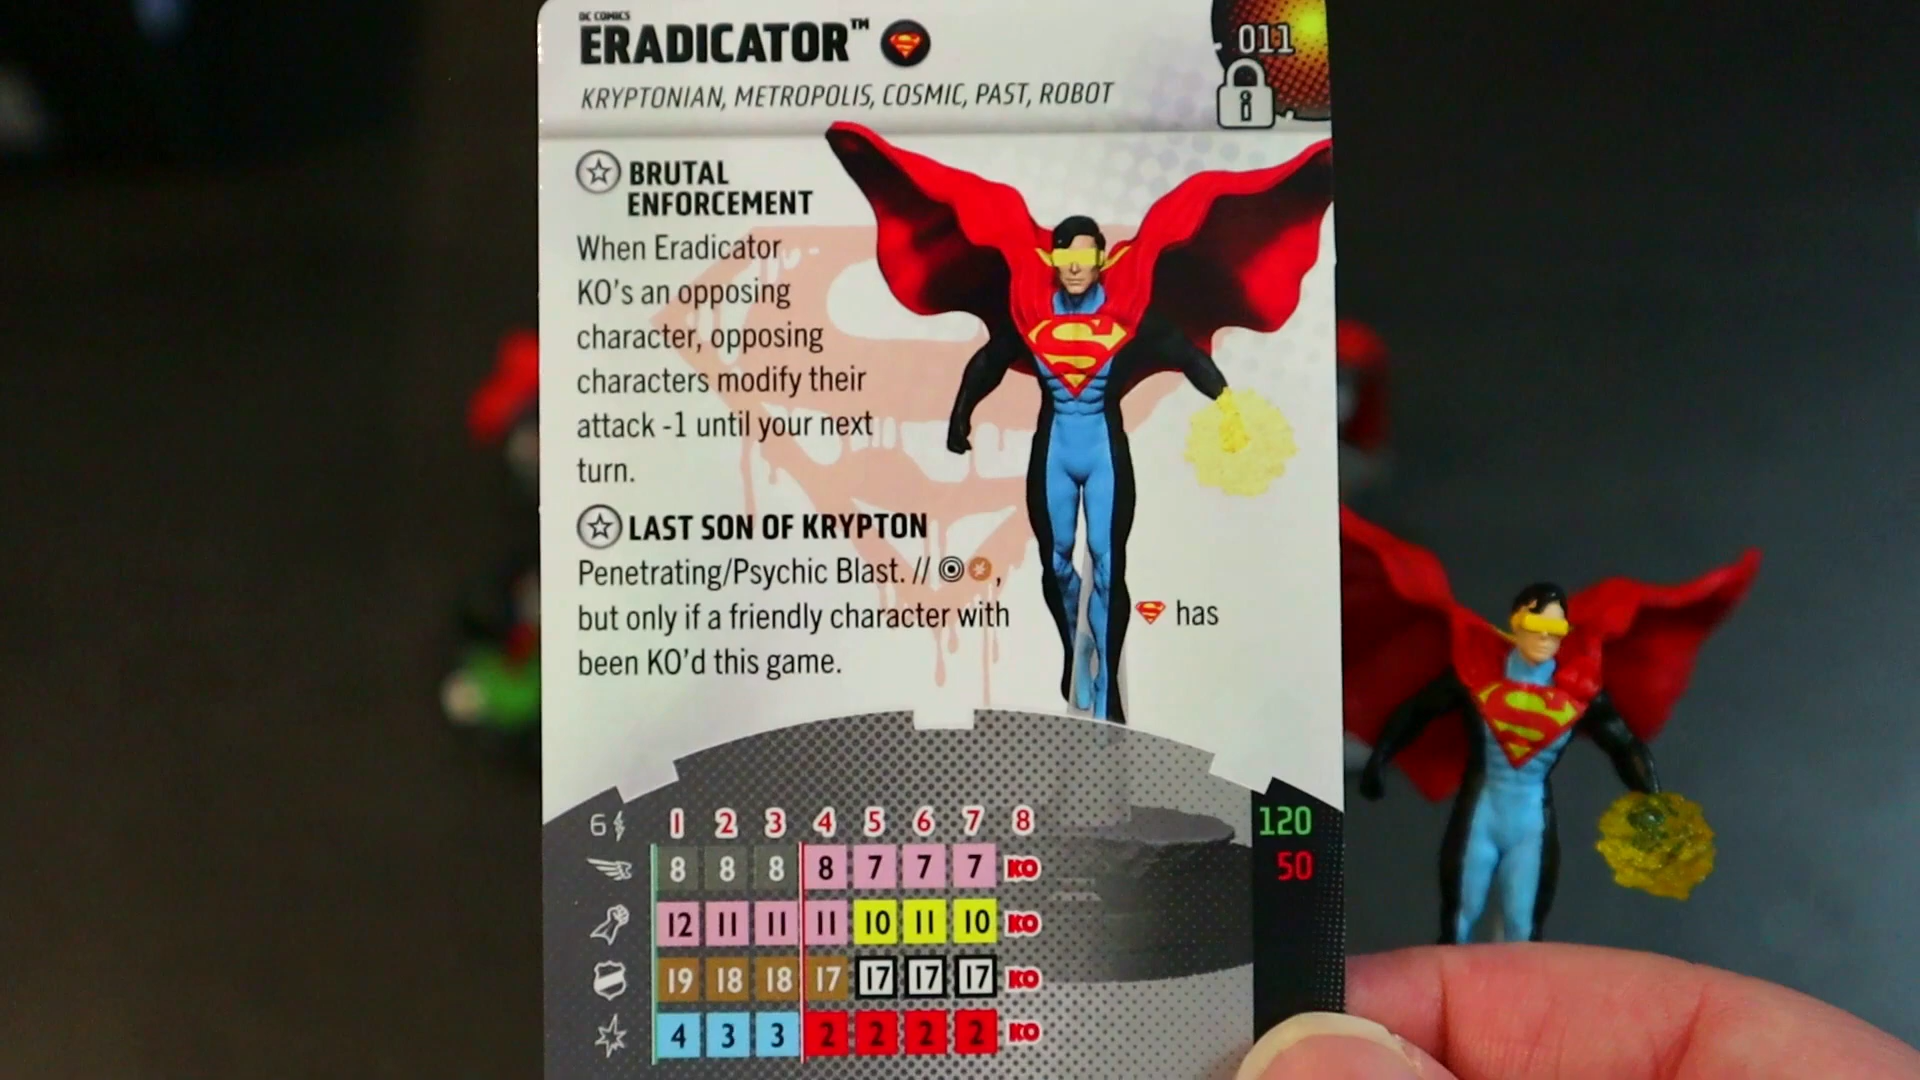 DC COMICS
ERADICATOR™
011
KRYPTONIAN, METROPOLIS, COSMIC, PAST, ROBOT
BRUTAL
ENFORCEMENT
When Eradicator
KO's an opposing
character, opposing
characters modify their
attack -1 until your next
turn.
LAST SON OF KRYPTON
Penetrating/Psychic Blast. // ,
but only if a friendly character with has
been KO'd this game.
6 1 2 3 4 5 6 7 8 120
8 8 8 8 7 7 7 KO 50
12 11 11 11 10 11 10 KO
19 18 18 17 17 17 17 KO
4 3 3 2 2 2 2 KO